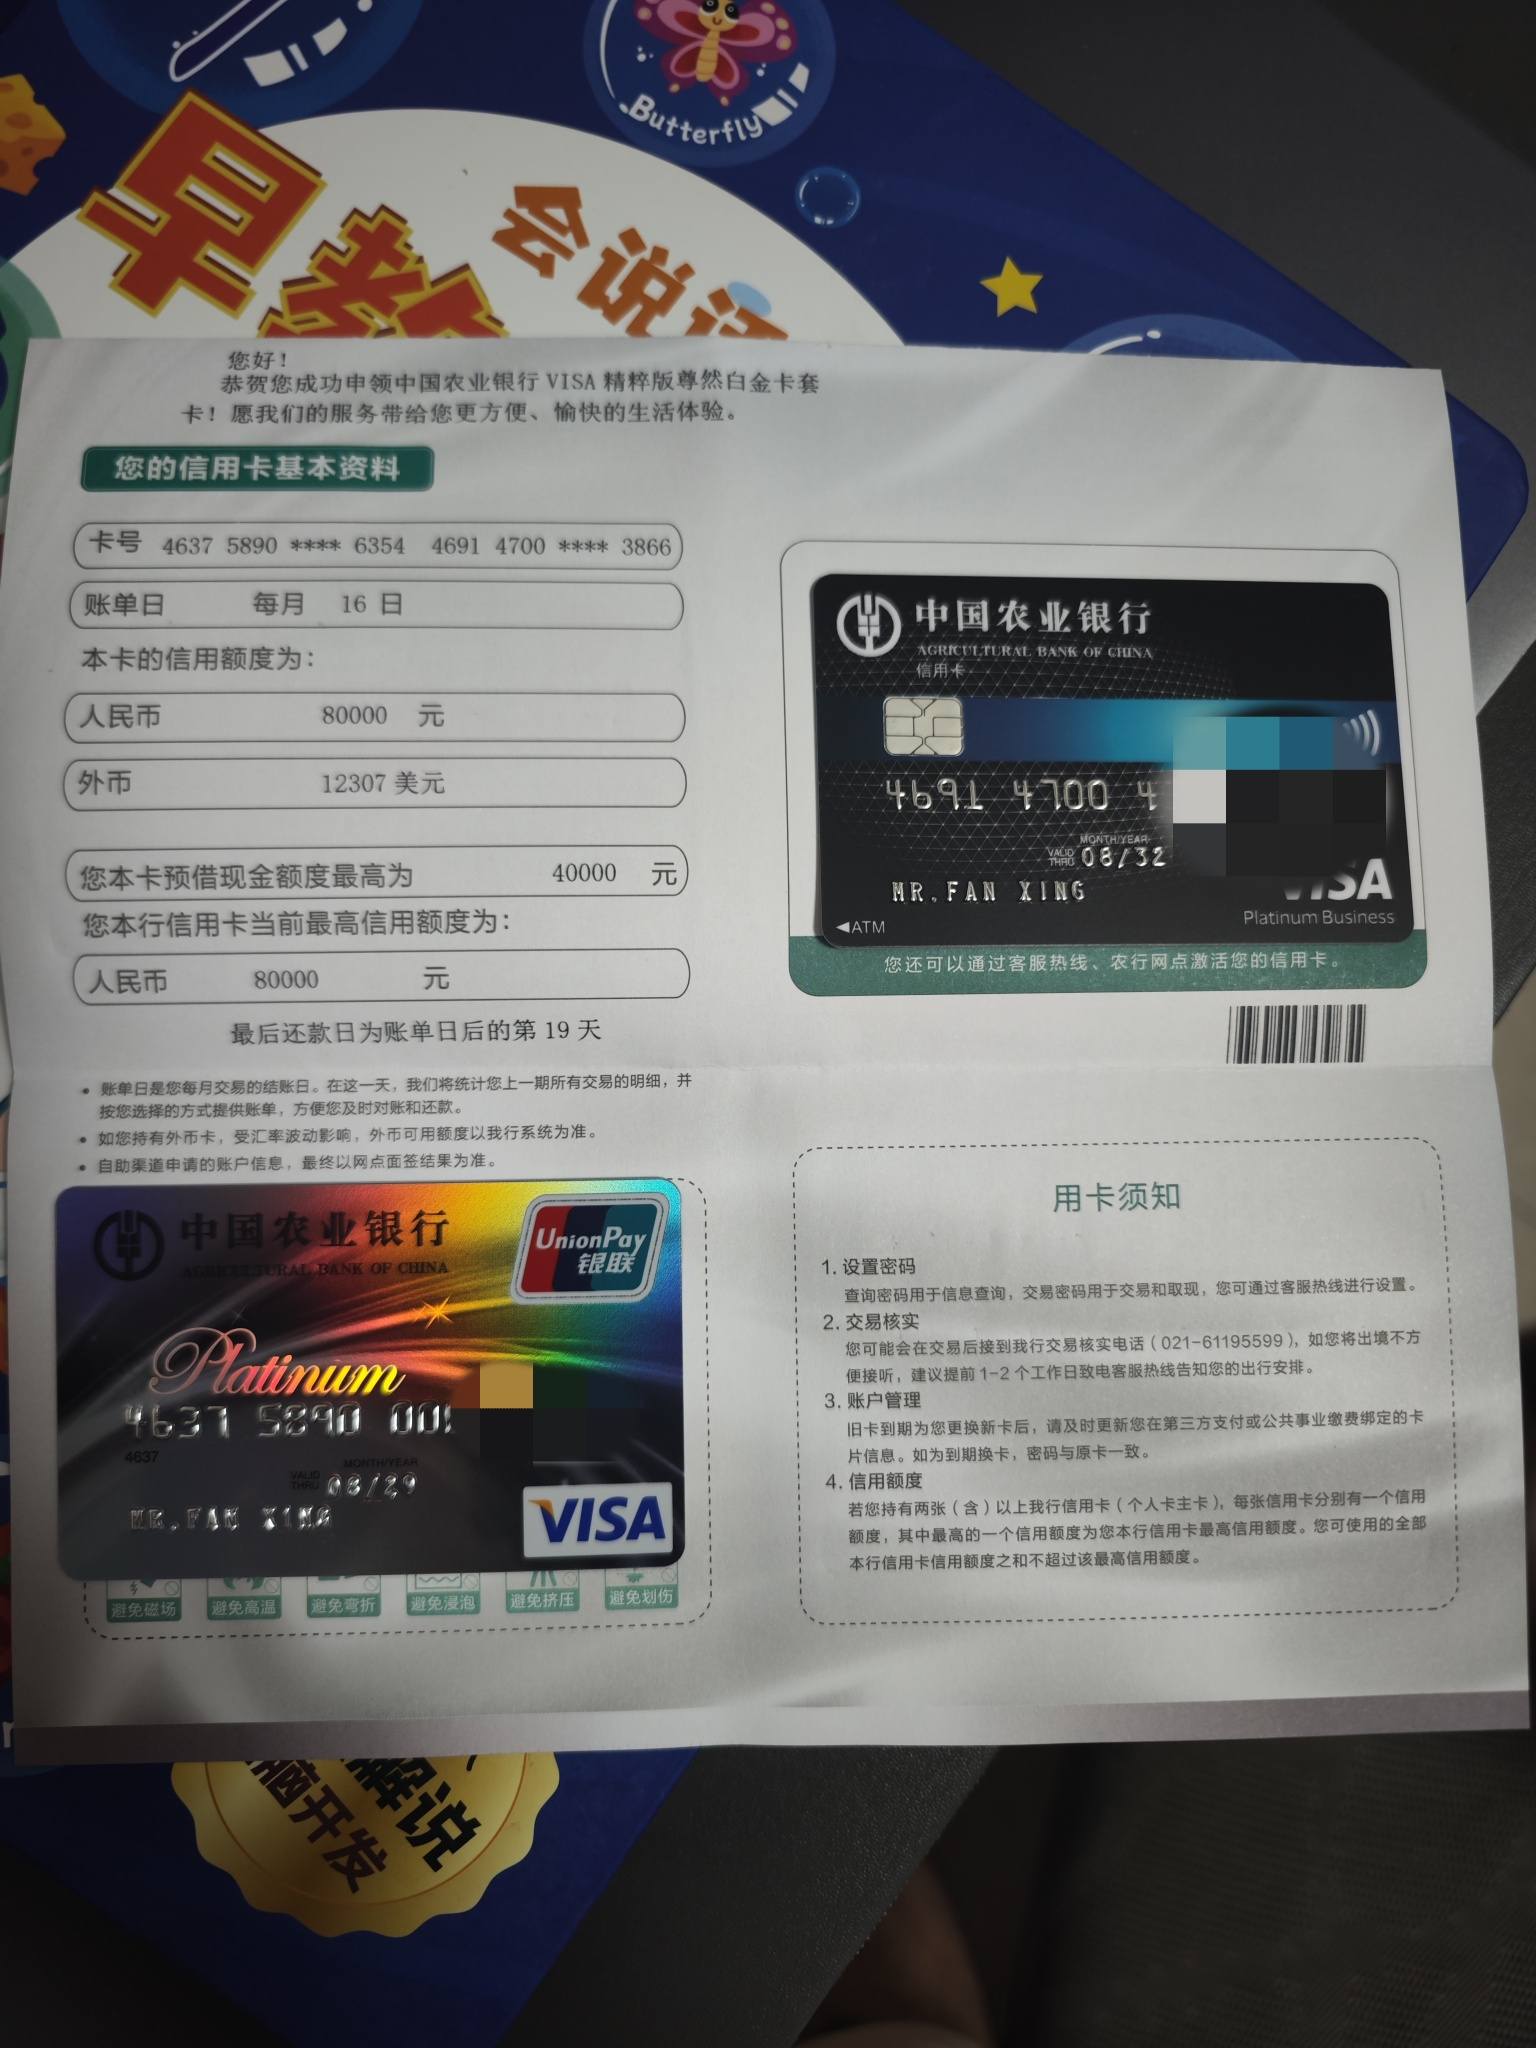 Butterfly
早教
会说话
您好！
恭贺您成功申领中国农业银行 VISA 精粹版尊然白金卡套
卡！愿我们的服务带给您更方便、愉快的生活体验。
您的信用卡基本资料
卡号 4637 5890 **** 6354 4691 4700 **** 3866
账单日 每月 16 日
本卡的信用额度为：
人民币 80000 元
外币 12307 美元
您本卡预借现金额度最高为 40000 元
您本行信用卡当前最高信用额度为：
人民币 80000 元
最后还款日为账单日后的第 19 天
• 账单日是您每月交易的结账日。在这一天，我们将统计您上一期所有交易的明细，并
按您选择的方式提供账单，方便您及时对账和还款。
• 如您持有外币卡，受汇率波动影响，外币可用额度以我行系统为准。
• 自助渠道申请的账户信息，最终以网点面签结果为准。
中国农业银行
AGRICULTURAL BANK OF CHINA
信用卡
4691 4700 4
MONTH/YEAR
VALID THRU 08/32
MR.FAN XING
VISA
Platinum Business
◀ATM
您还可以通过客服热线、农行网点激活您的信用卡。
中国农业银行
AGRICULTURAL BANK OF CHINA
UnionPay
银联
Platinum
4637 5890 00
4637
MONTH/YEAR
VALID THRU 08/29
MR.FAN XING
VISA
避免磁场 避免高温 避免弯折 避免浸泡 避免挤压 避免划伤
用卡须知
1. 设置密码
查询密码用于信息查询，交易密码用于交易和取现，您可通过客服热线进行设置。
2. 交易核实
您可能会在交易后接到我行交易核实电话（021-61195599），如您将出境不方
便接听，建议提前 1-2 个工作日致电客服热线告知您的出行安排。
3. 账户管理
旧卡到期为您更换新卡后，请及时更新您在第三方支付或公共事业缴费绑定的卡
片信息。如为到期换卡，密码与原卡一致。
4. 信用额度
若您持有两张（含）以上我行信用卡（个人卡主卡），每张信用卡分别有一个信用
额度，其中最高的一个信用额度为您本行信用卡最高信用额度。您可使用的全部
本行信用卡信用额度之和不超过该最高信用额度。
解说
脑开发